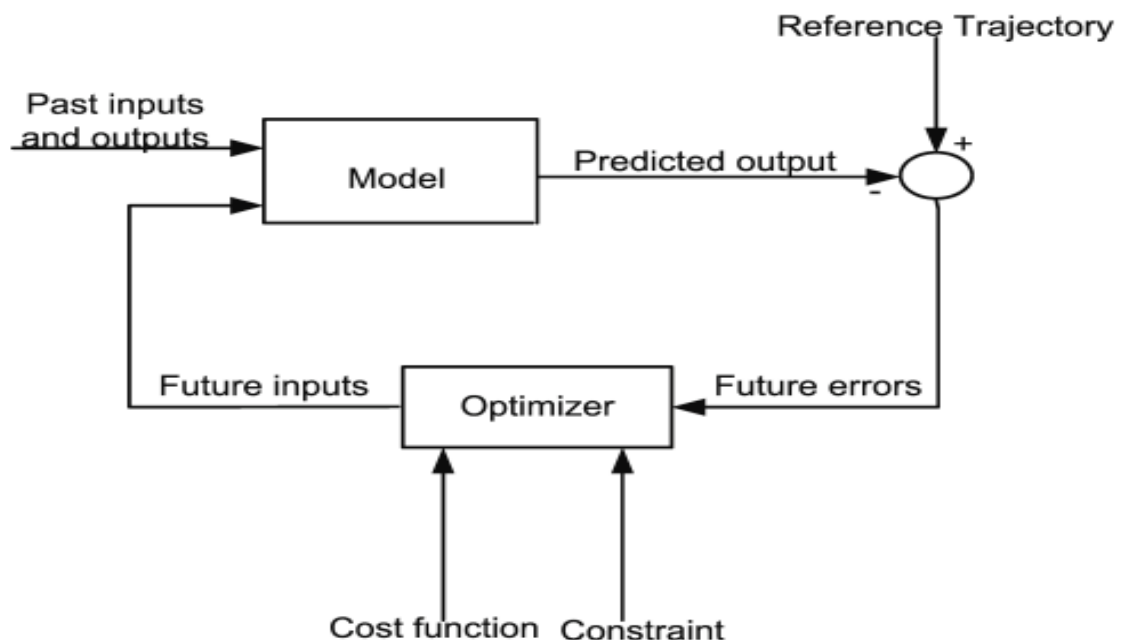 Reference Trajectory
Past inputs
and outputs
+
Predicted output
Model
-
Future inputs
Future errors
Optimizer
Cost function
Constraint